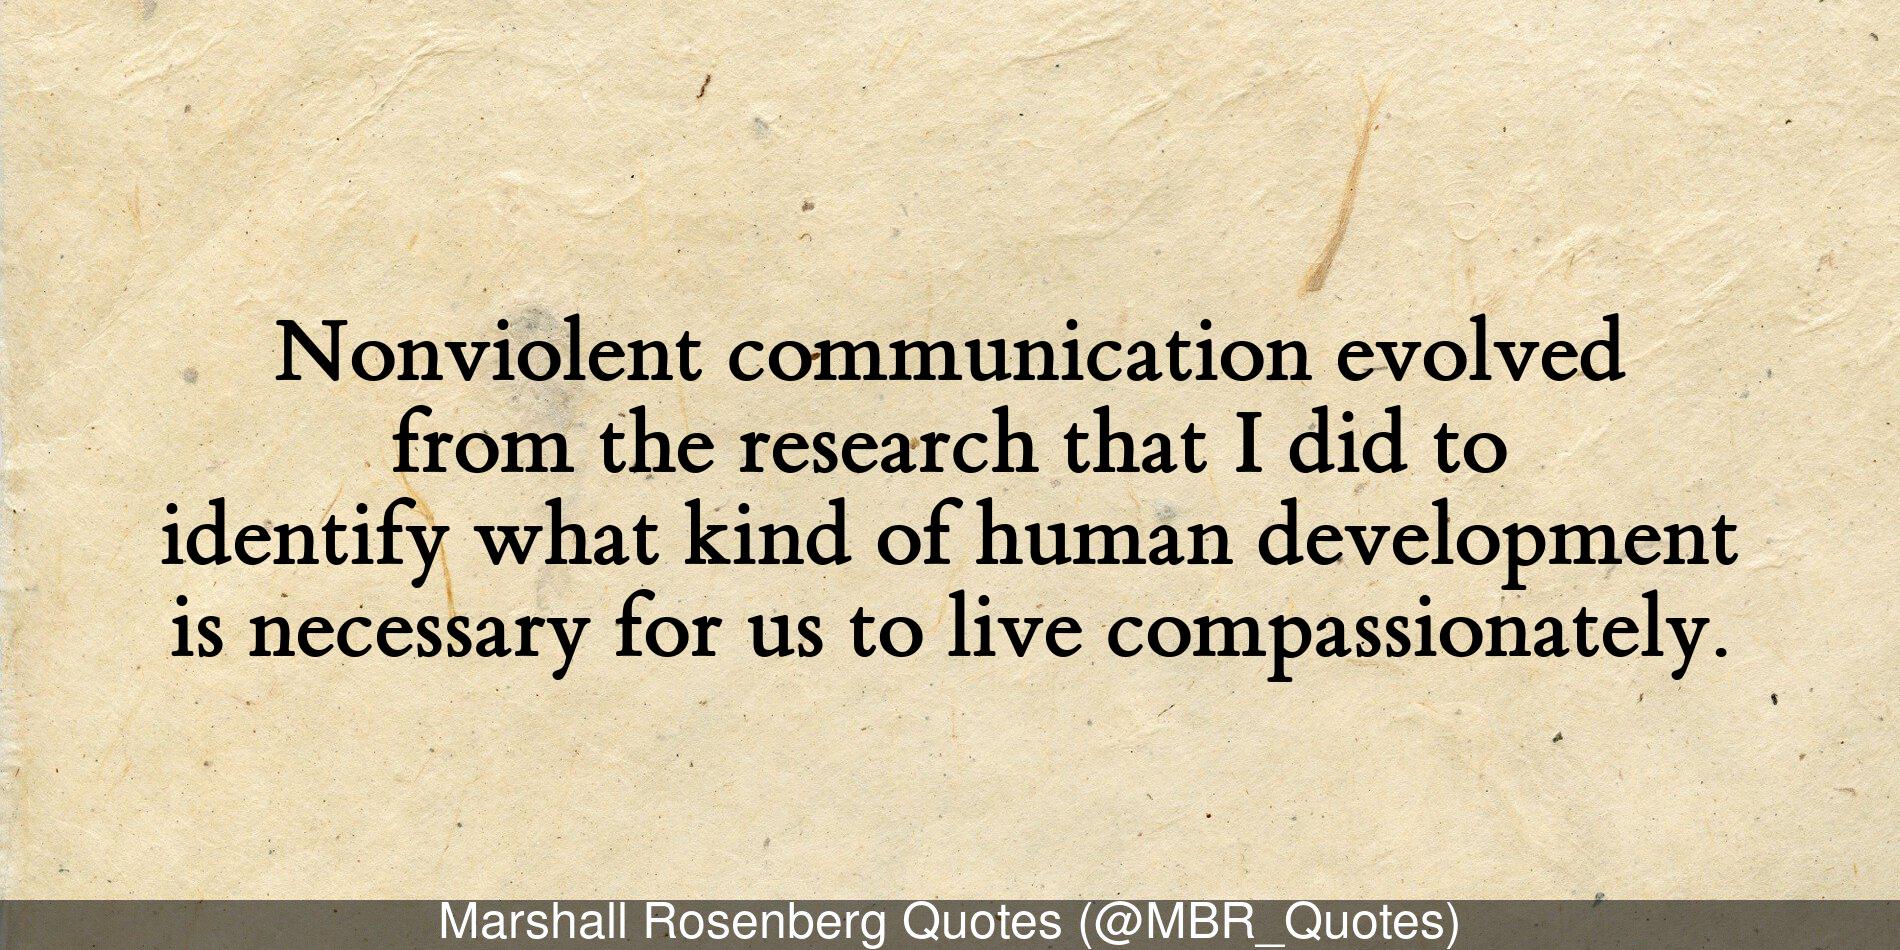 Nonviolent communication evolved
from the research that I did to
identify what kind of human development
is necessary for us to live compassionately.
Marshall Rosenberg Quotes (@MBR_Quotes)